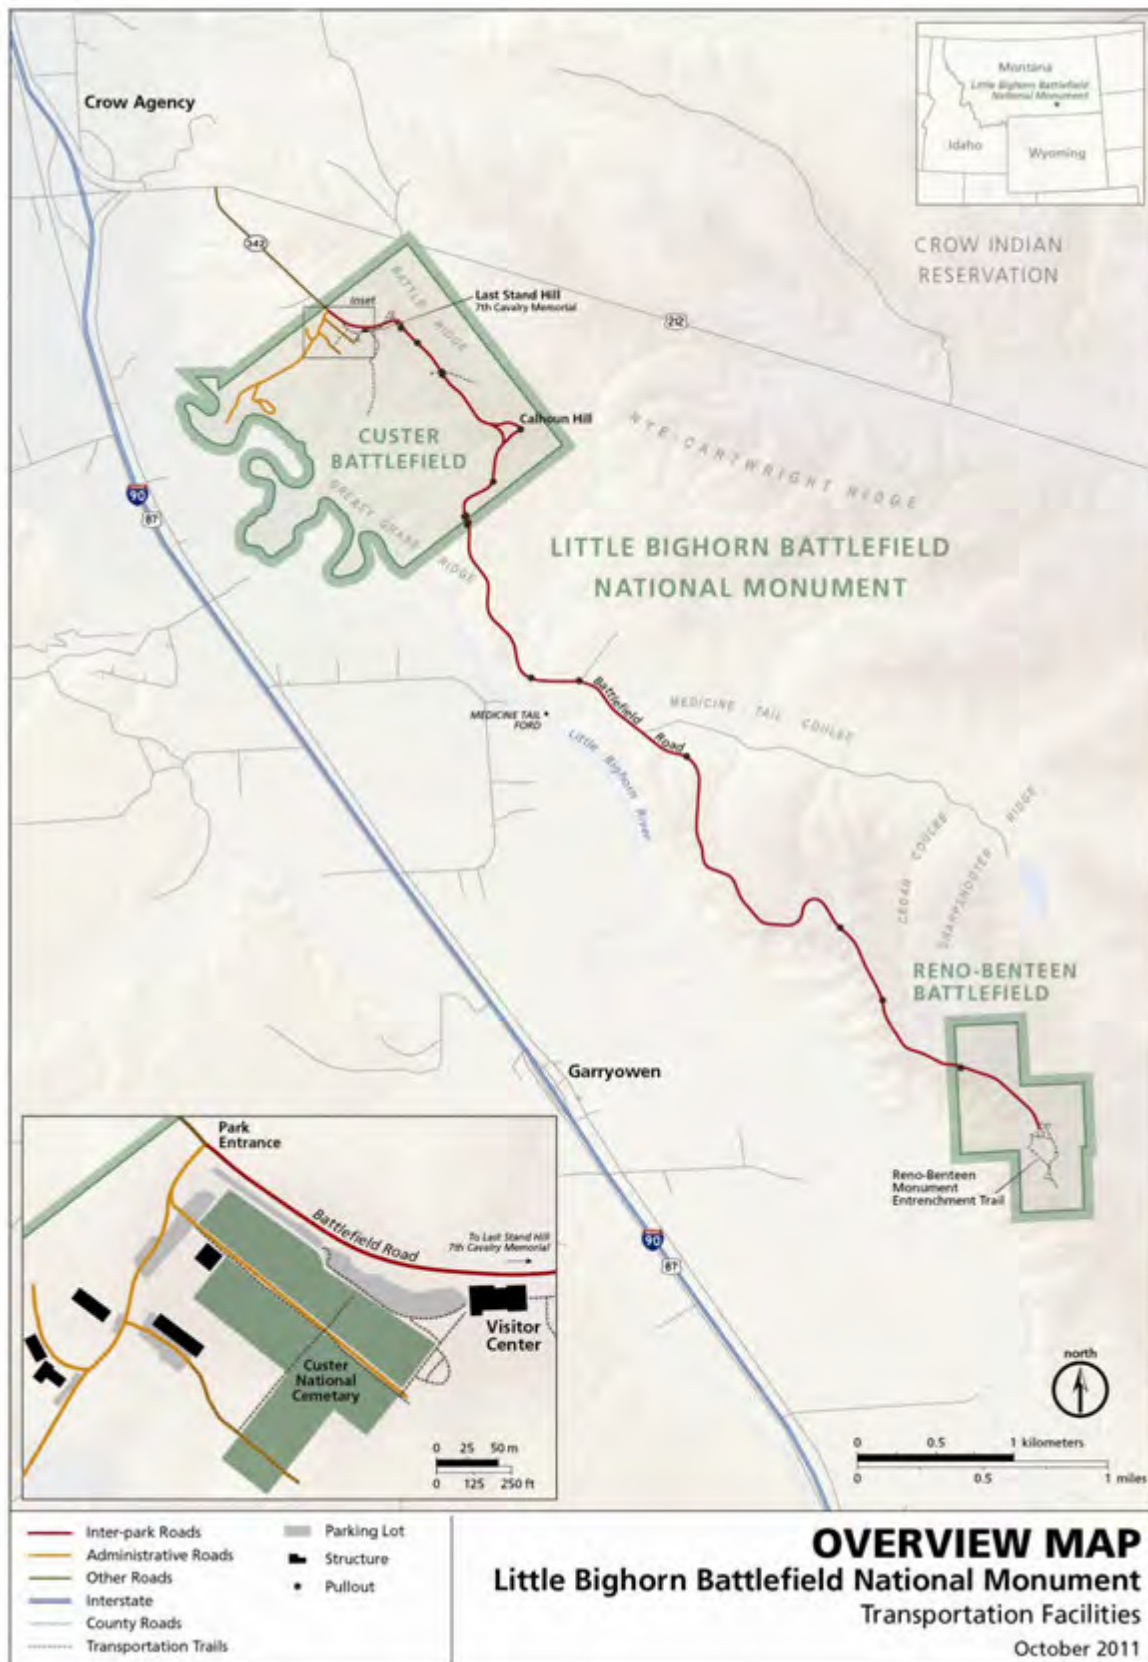 Crow Agency
Montana
Little Bighorn Battlefield
National Monument
Idaho
Wyoming
CROW INDIAN
RESERVATION
342
Inset
BATTLE RIDGE
Last Stand Hill
7th Cavalry Memorial
212
Calhoun Hill
CUSTER
BATTLEFIELD
NYE-CARTWRIGHT RIDGE
90
87
GREASY GRASS RIDGE
LITTLE BIGHORN BATTLEFIELD
NATIONAL MONUMENT
Battlefield Road
MEDICINE TAIL COULEE
MEDICINE TAIL
FORD
Little Bighorn River
CEDAR COULEE
SHARPSHOOTER RIDGE
RENO-BENTEEN
BATTLEFIELD
Garryowen
Reno-Benteen
Monument
Entrenchment Trail
90
87
Park
Entrance
Battlefield Road
To Last Stand Hill
7th Cavalry Memorial
Visitor
Center
Custer
National
Cemetary
0 25 50 m
0 125 250 ft
north
0 0.5 1 kilometers
0 0.5 1 miles
Inter-park Roads
Administrative Roads
Other Roads
Interstate
County Roads
Transportation Trails
Parking Lot
Structure
Pullout
OVERVIEW MAP
Little Bighorn Battlefield National Monument
Transportation Facilities
October 2011